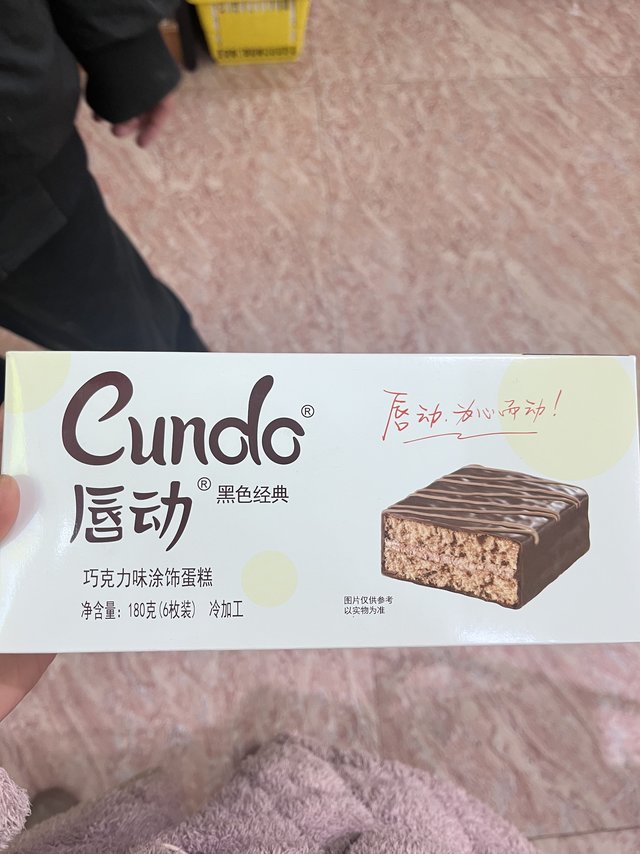 Cundo®
唇动® 黑色经典
巧克力味涂饰蛋糕
净含量：180克(6枚装) 冷加工
唇动.为心而动！
图片仅供参考
以实物为准